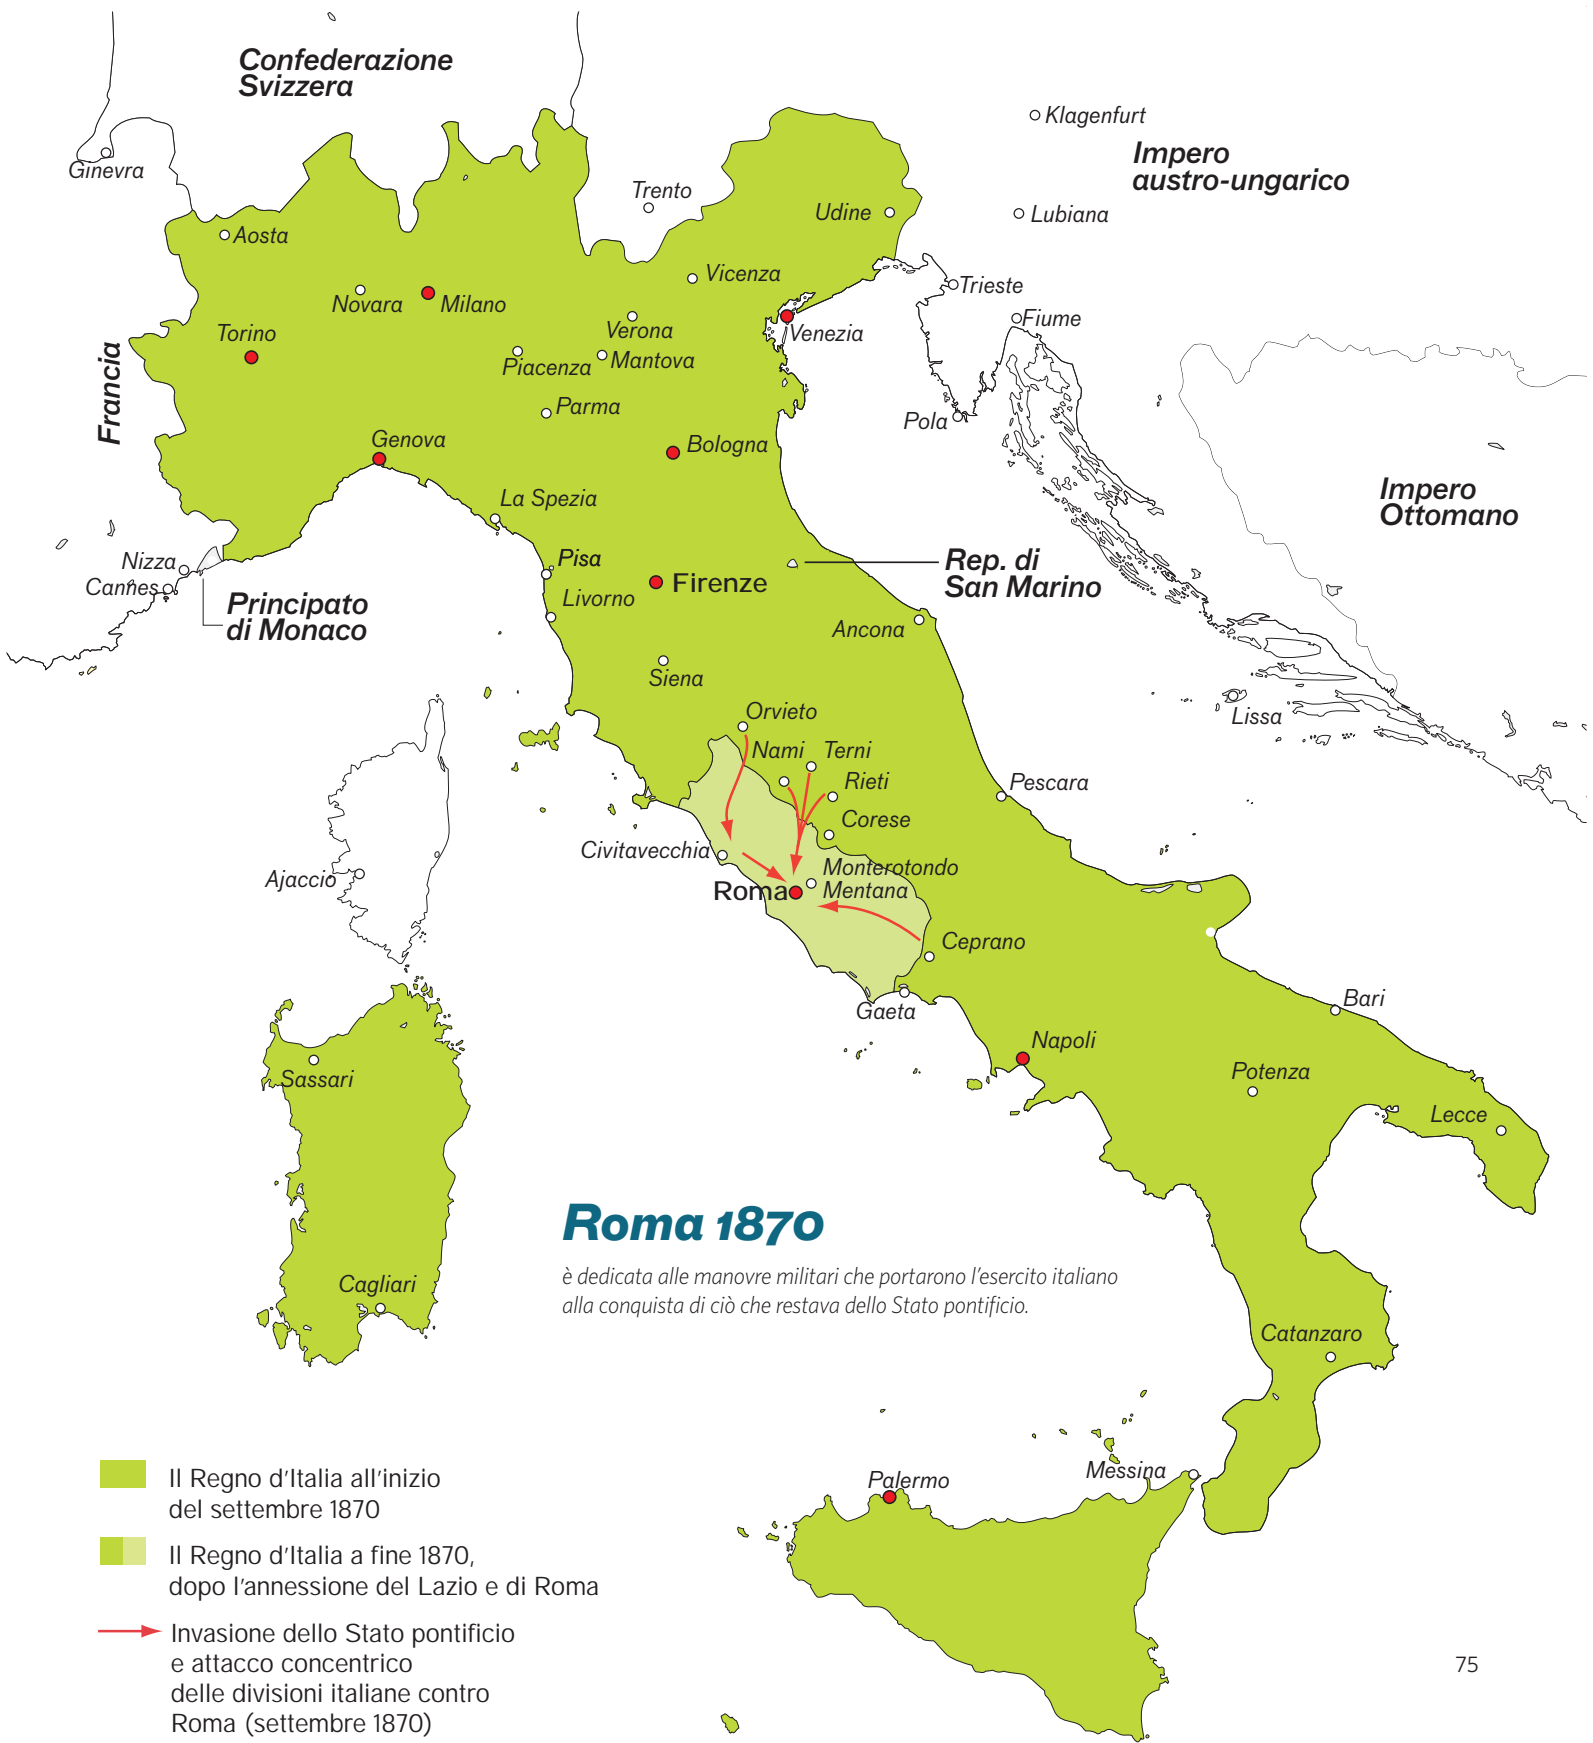 Confederazione
Svizzera
Klagenfurt
Impero
austro-ungarico
Ginevra
Trento
Udine
Lubiana
Aosta
Vicenza
Trieste
Novara
Milano
Fiume
Torino
Verona
Venezia
Francia
Piacenza
Mantova
Parma
Pola
Genova
Bologna
Impero
Ottomano
La Spezia
Nizza
Pisa
Rep. di
San Marino
Cannes
Firenze
Principato
di Monaco
Livorno
Ancona
Siena
Orvieto
Lissa
Nami
Terni
Rieti
Pescara
Corese
Civitavecchia
Ajaccio
Monterotondo
Roma
Mentana
Ceprano
Gaeta
Bari
Napoli
Sassari
Potenza
Lecce
Roma 1870
è dedicata alle manovre militari che portarono l'esercito italiano
alla conquista di ciò che restava dello Stato pontificio.
Cagliari
Catanzaro
Palermo
Messina
Il Regno d'Italia all'inizio
del settembre 1870
Il Regno d'Italia a fine 1870,
dopo l'annessione del Lazio e di Roma
Invasione dello Stato pontificio
e attacco concentrico
delle divisioni italiane contro
Roma (settembre 1870)
75